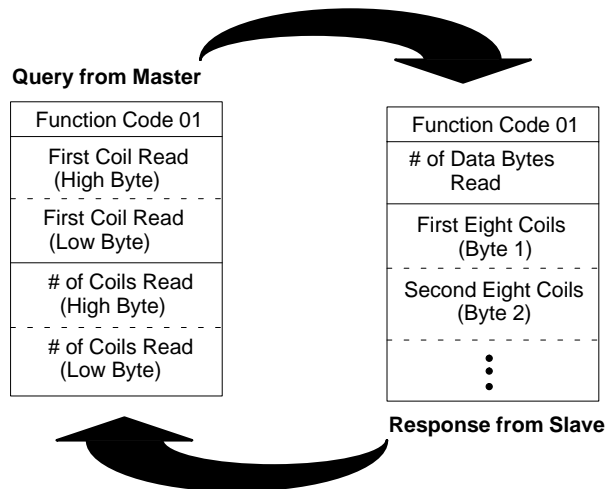 Query from Master
Function Code 01
First Coil Read
(High Byte)
First Coil Read
(Low Byte)
# of Coils Read
(High Byte)
# of Coils Read
(Low Byte)
Function Code 01
# of Data Bytes
Read
First Eight Coils
(Byte 1)
Second Eight Coils
(Byte 2)
Response from Slave